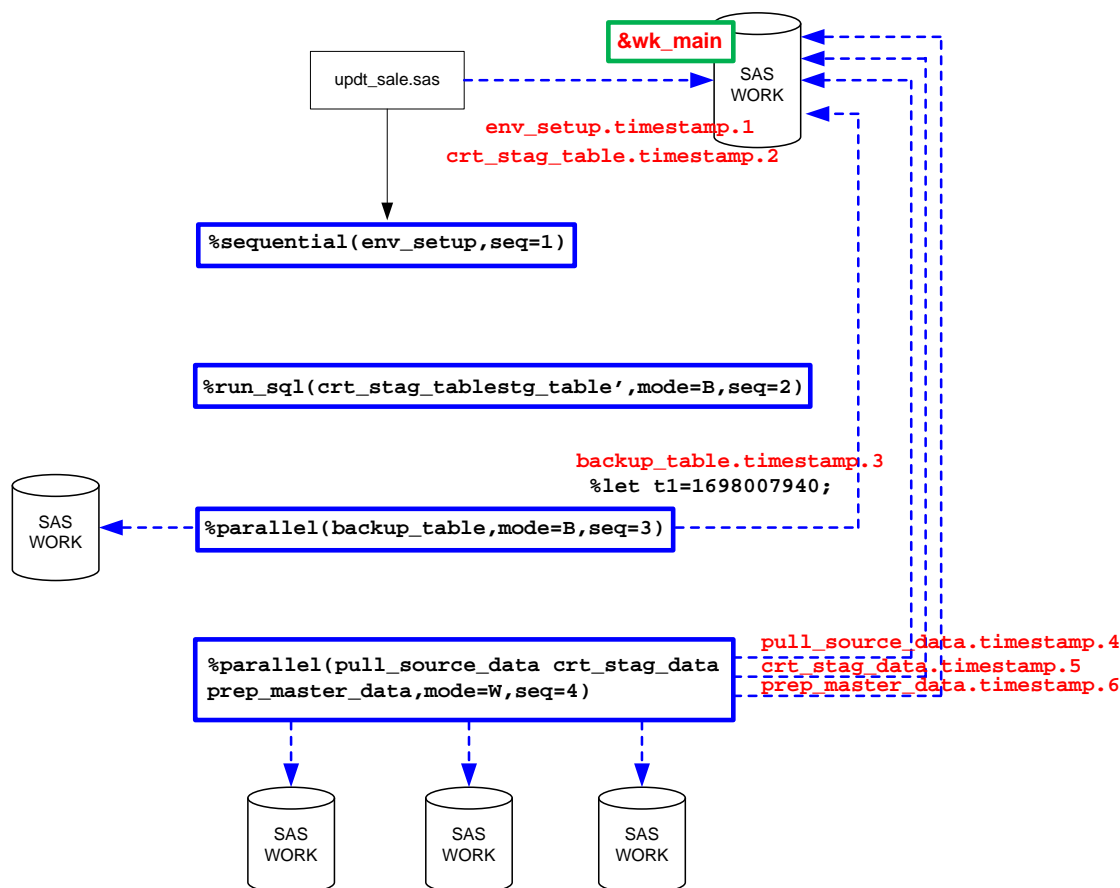 &wk_main
SAS
WORK
updt_sale.sas
env_setup.timestamp.1
crt_stag_table.timestamp.2
%sequential(env_setup,seq=1)
%run_sql(crt_stag_tablestg_table’,mode=B,seq=2)
backup_table.timestamp.3
%let t1=1698007940;
SAS
WORK
%parallel(backup_table,mode=B,seq=3)
%parallel(pull_source_data crt_stag_data
prep_master_data,mode=W,seq=4)
pull_source_data.timestamp.4
crt_stag_data.timestamp.5
prep_master_data.timestamp.6
SAS
WORK
SAS
WORK
SAS
WORK